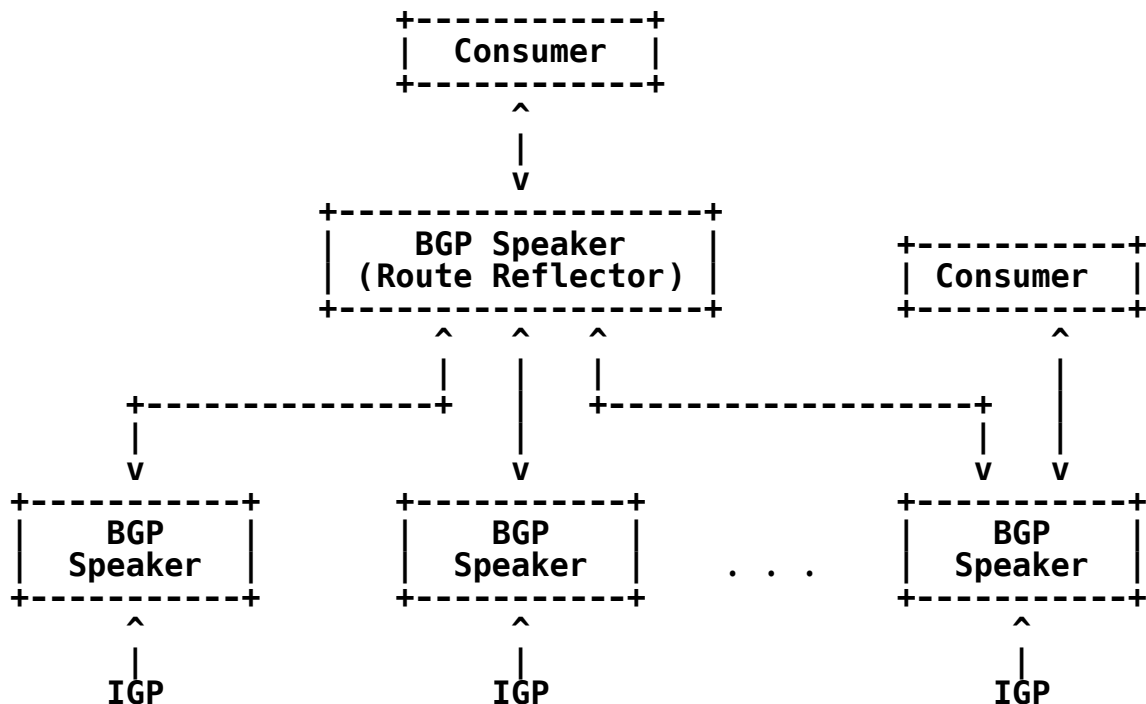 Consumer
BGP Speaker
(Route Reflector)
Consumer
BGP
Speaker
BGP
Speaker
. . .
BGP
Speaker
IGP
IGP
IGP